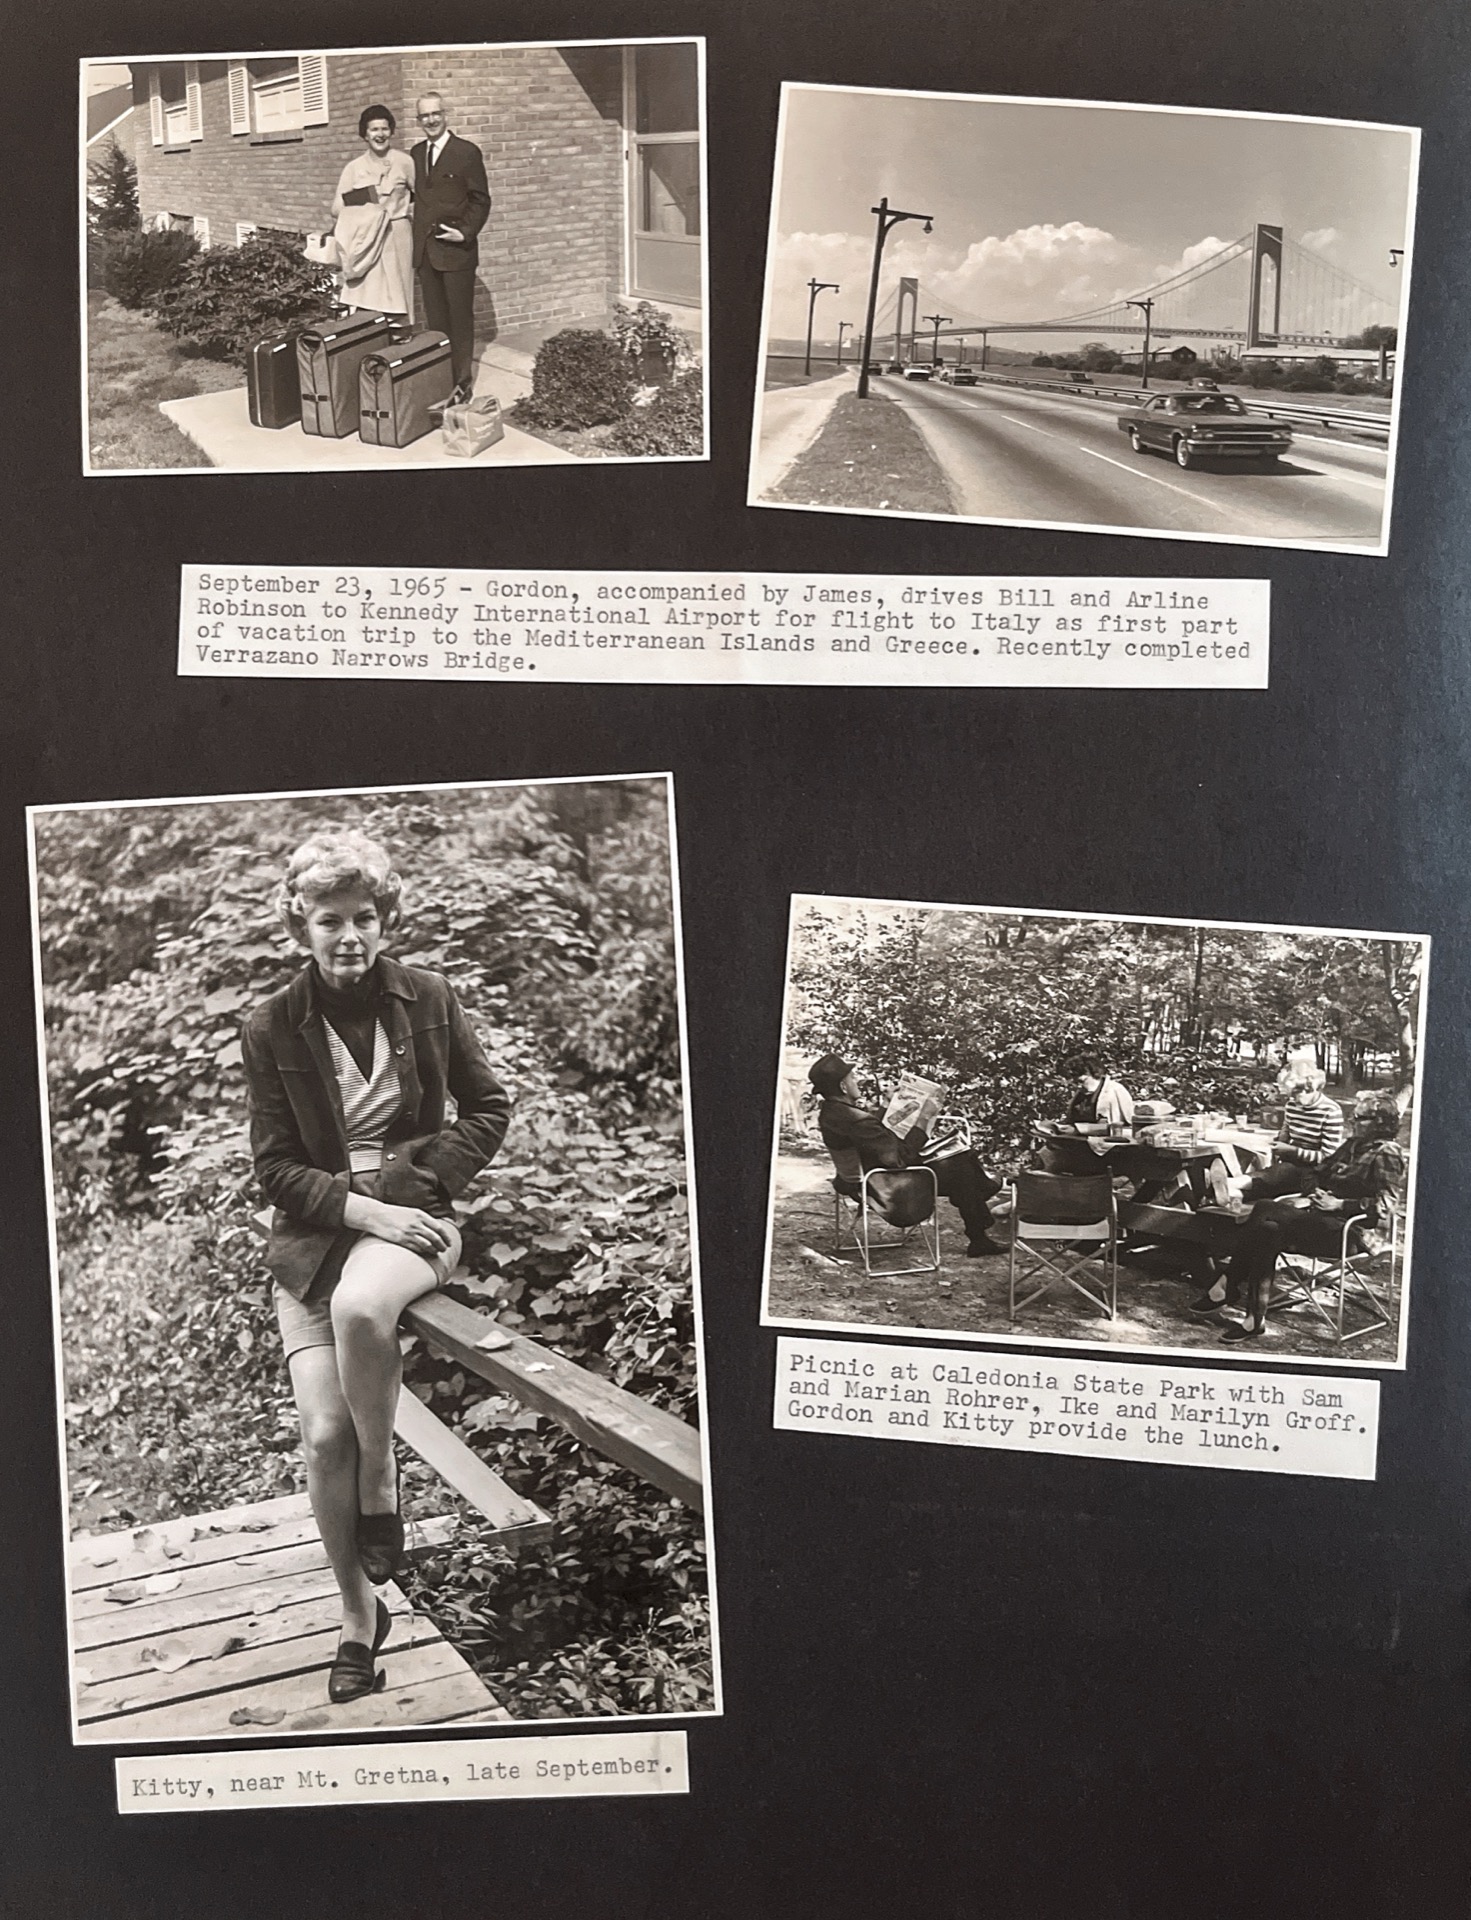 September 23, 1965 - Gordon, accompanied by James, drives Bill and Arline
Robinson to Kennedy International Airport for flight to Italy as first part
of vacation trip to the Mediterranean Islands and Greece. Recently completed
Verrazano Narrows Bridge.
Picnic at Caledonia State Park with Sam
and Marian Rohrer, Ike and Marilyn Groff.
Gordon and Kitty provide the lunch.
Kitty, near Mt. Gretna, late September.